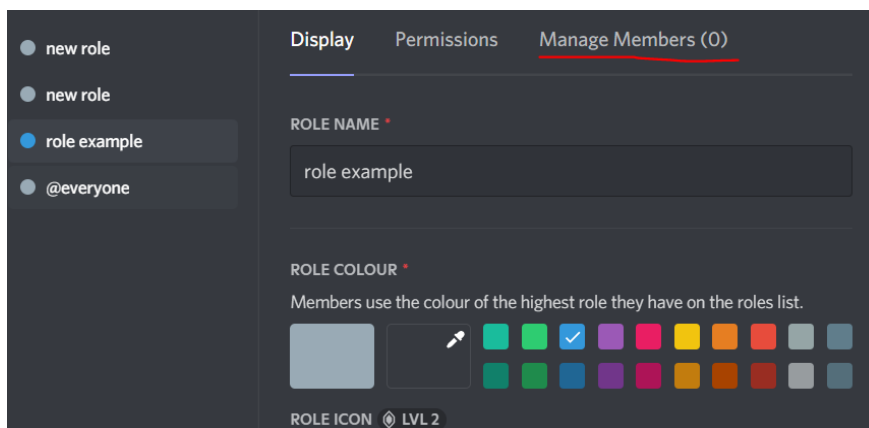 new role
new role
role example
@everyone
Display Permissions Manage Members (0)
ROLE NAME *
role example
ROLE COLOUR *
Members use the colour of the highest role they have on the roles list.
ROLE ICON LVL 2